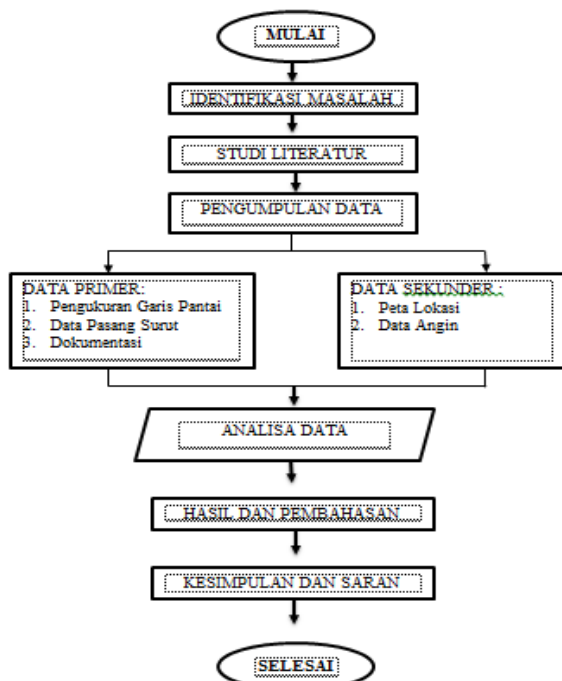 MULAI
IDENTIFIKASI MASALAH
STUDI LITERATUR
PENGUMPULAN DATA
DATA PRIMER:
1. Pengukuran Garis Pantai
2. Data Pasang Surut
3. Dokumentasi
DATA SEKUNDER :
1. Peta Lokasi
2. Data Angin
ANALISA DATA
HASIL DAN PEMBAHASAN
KESIMPULAN DAN SARAN
SELESAI